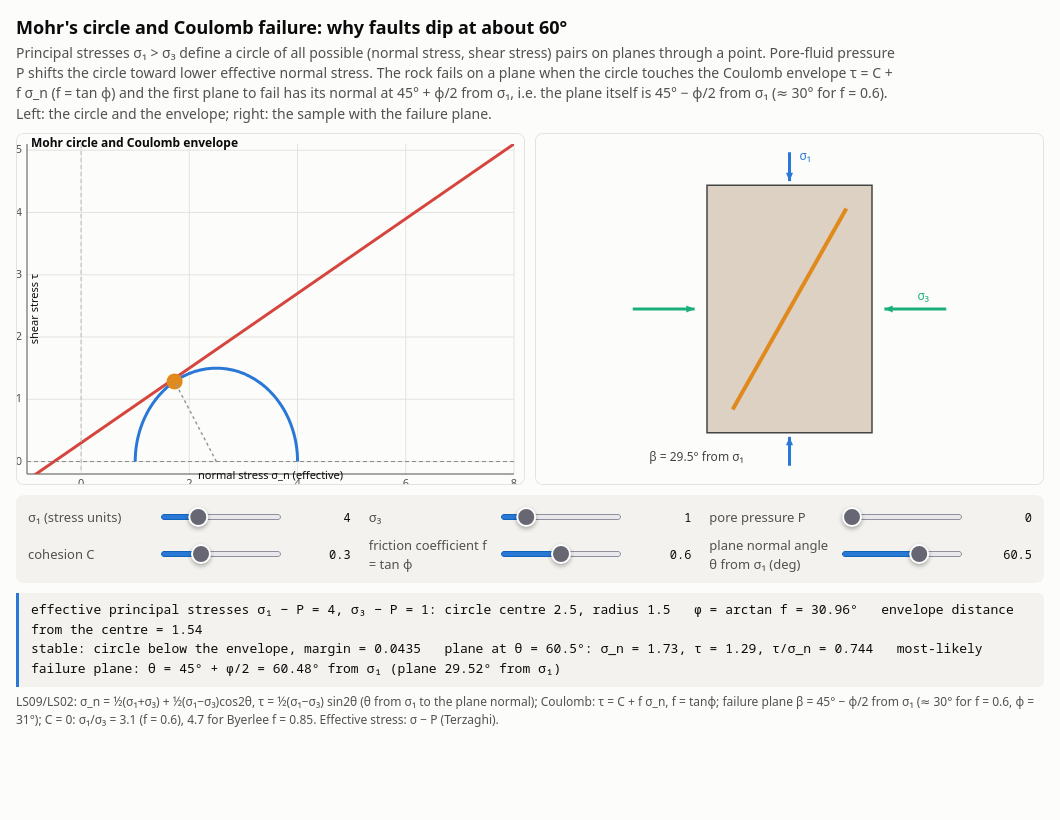 Mohr's circle and Coulomb failure: why faults dip at about 60°
Principal stresses σ₁ > σ₃ define a circle of all possible (normal stress, shear stress) pairs on planes through a point. Pore-fluid pressure
P shifts the circle toward lower effective normal stress. The rock fails on a plane when the circle touches the Coulomb envelope τ = C +
f σ_n (f = tan ϕ) and the first plane to fail has its normal at 45° + ϕ/2 from σ₁, i.e. the plane itself is 45° − ϕ/2 from σ₁ (≈ 30° for f = 0.6).
Left: the circle and the envelope; right: the sample with the failure plane.
Mohr circle and Coulomb envelope
5
4
3
2
1
0
shear stress τ
0
2
4
6
8
normal stress σ_n (effective)
σ₁
σ₃
β = 29.5° from σ₁
σ₁ (stress units) 4 σ₃ 1 pore pressure P 0
cohesion C 0.3 friction coefficient f = tan ϕ 0.6 plane normal angle θ from σ₁ (deg) 60.5
effective principal stresses σ₁ − P = 4, σ₃ − P = 1: circle centre 2.5, radius 1.5 φ = arctan f = 30.96° envelope distance
from the centre = 1.54
stable: circle below the envelope, margin = 0.0435 plane at θ = 60.5°: σ_n = 1.73, τ = 1.29, τ/σ_n = 0.744 most-likely
failure plane: θ = 45° + φ/2 = 60.48° from σ₁ (plane 29.52° from σ₁)
LS09/LS02: σ_n = ½(σ₁+σ₃) + ½(σ₁−σ₃)cos2θ, τ = ½(σ₁−σ₃) sin2θ (θ from σ₁ to the plane normal); Coulomb: τ = C + f σ_n, f = tanϕ; failure plane β = 45° − ϕ/2 from σ₁ (≈ 30° for f = 0.6, ϕ =
31°); C = 0: σ₁/σ₃ = 3.1 (f = 0.6), 4.7 for Byerlee f = 0.85. Effective stress: σ − P (Terzaghi).